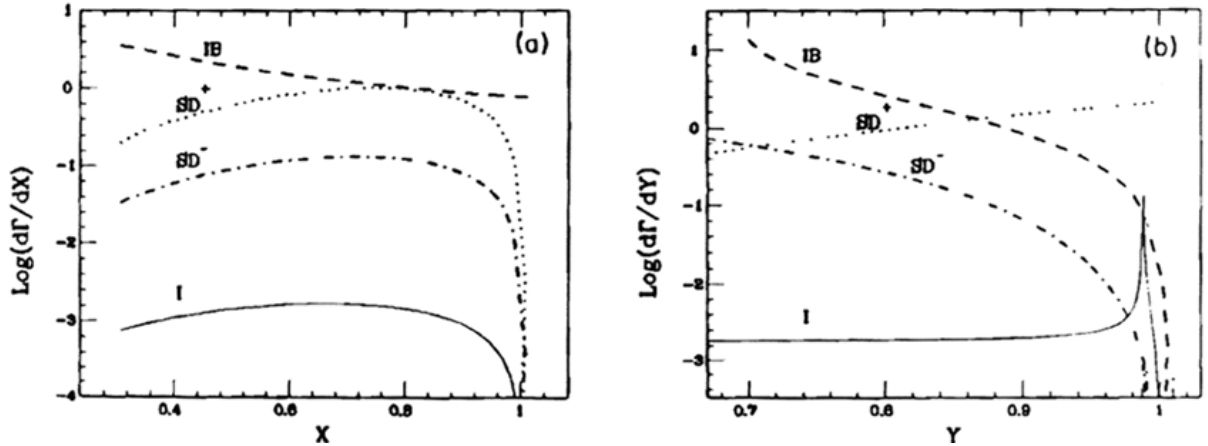 (a)
Log(dΓ/dX)
1
0
-1
-2
-3
-4
IB
SD+
SD-
I
0.4 0.6 0.8 1
X
(b)
Log(dΓ/dY)
1
0
-1
-2
-3
IB
SD+
SD-
I
0.7 0.8 0.9 1
Y